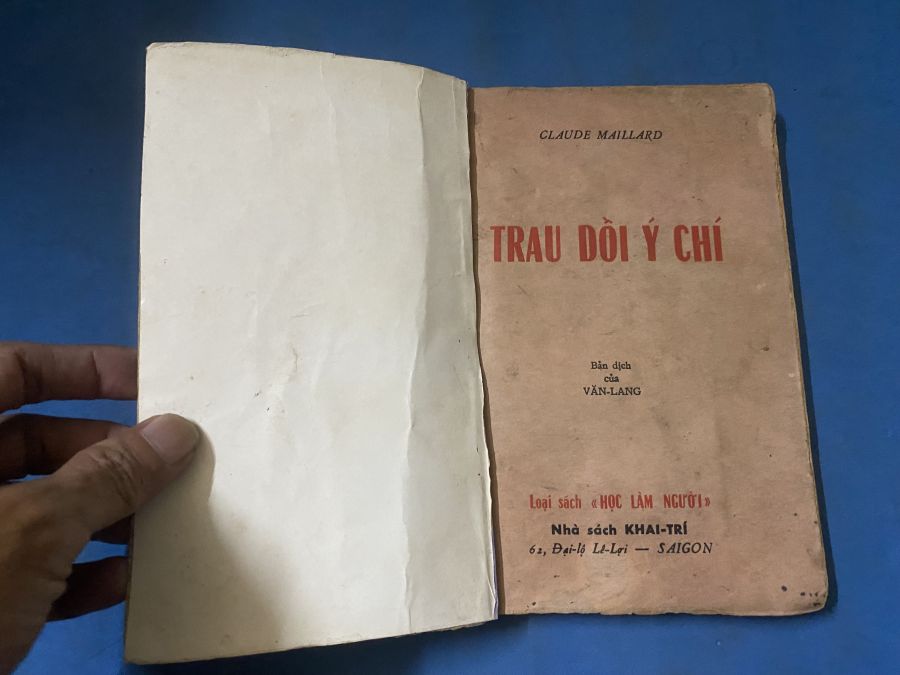 CLAUDE MAILLARD
TRAU DỒI Ý CHÍ
Bản dịch
của
VĂN-LANG
Loại sách «HỌC LÀM NGƯỜI»
Nhà sách KHAI-TRÍ
62, Đại-lộ Lê-Lợi — SAIGON